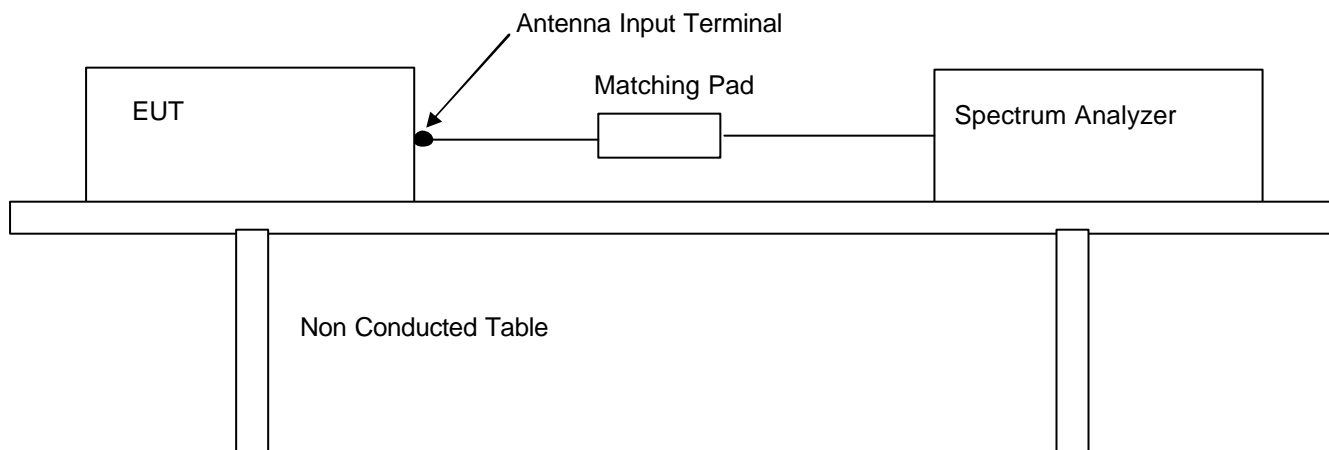 Antenna Input Terminal
Matching Pad
EUT
Spectrum Analyzer
Non Conducted Table